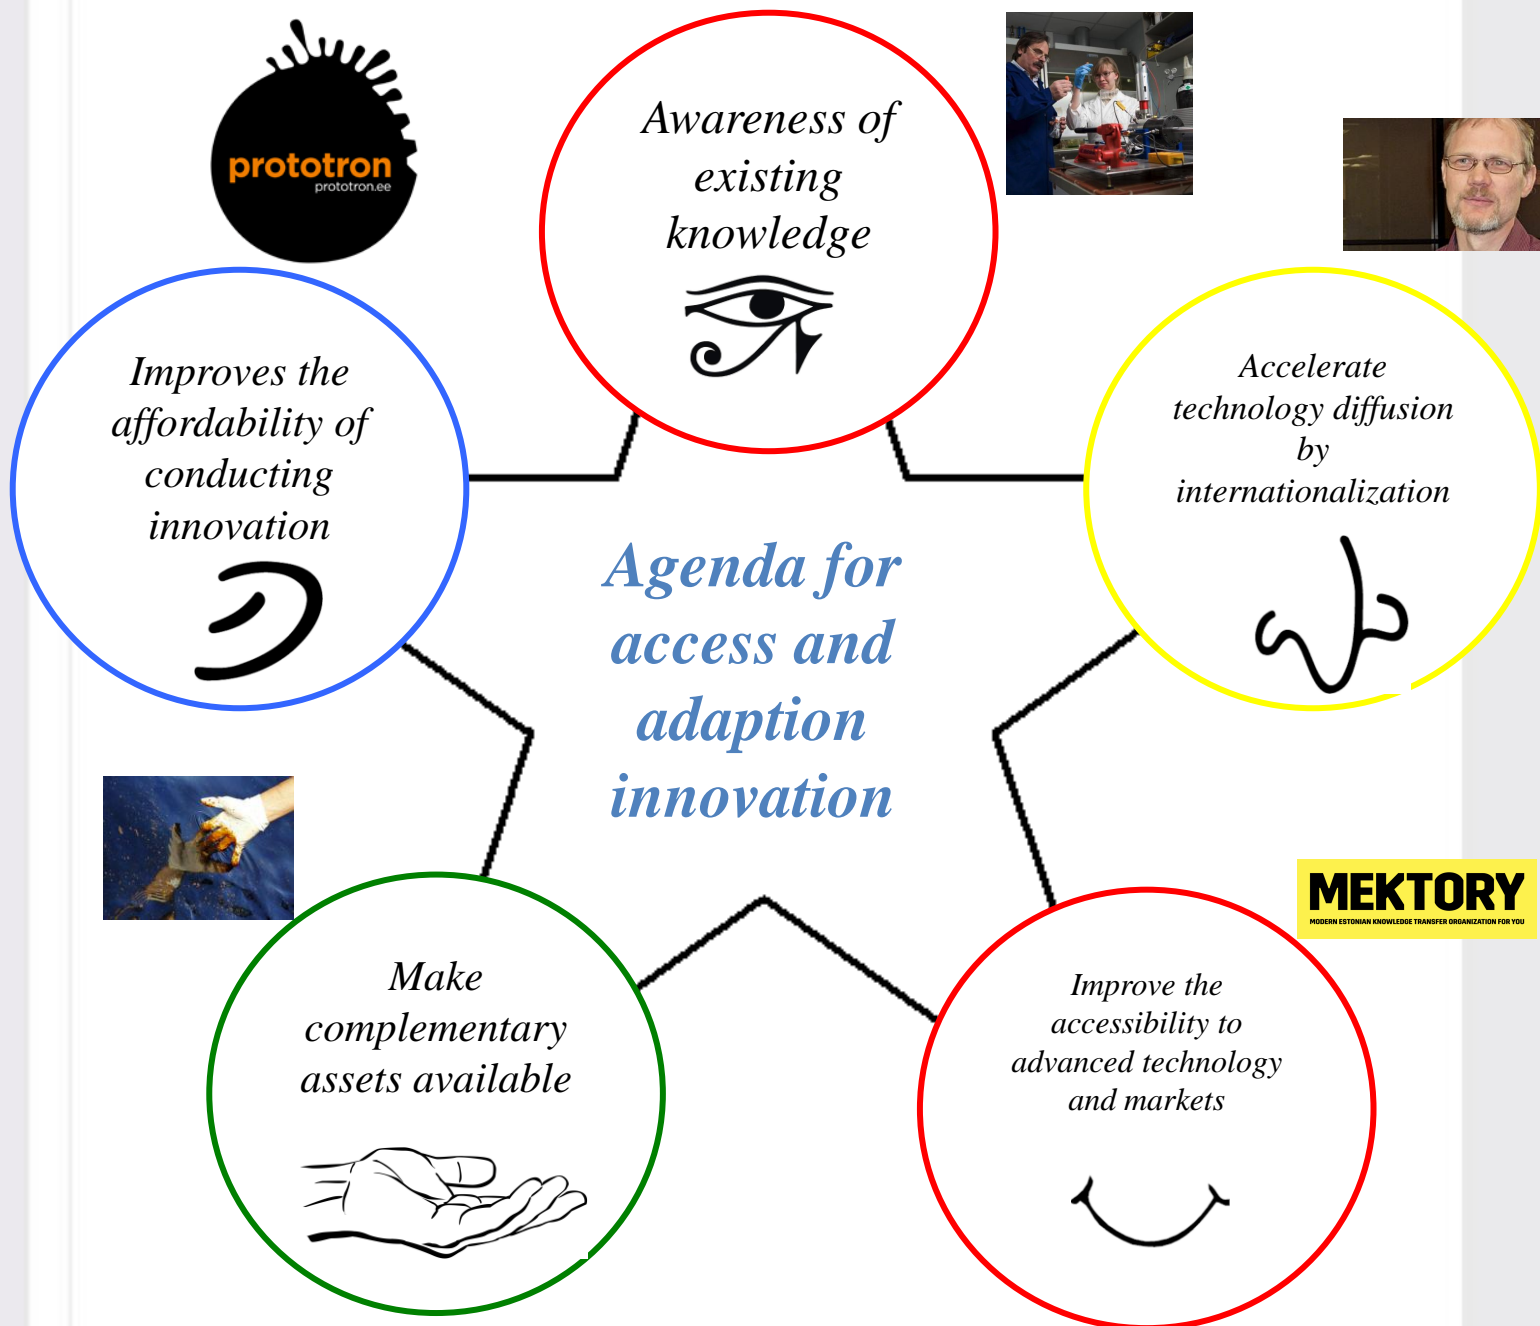 prototron
prototron.ee
Awareness of
existing
knowledge
Improves the
affordability of
conducting
innovation
Accelerate
technology diffusion
by
internationalization
Agenda for
access and
adaption
innovation
MEKTORY
MODERN ESTONIAN KNOWLEDGE TRANSFER ORGANIZATION FOR YOU
Make
complementary
assets available
Improve the
accessibility to
advanced technology
and markets